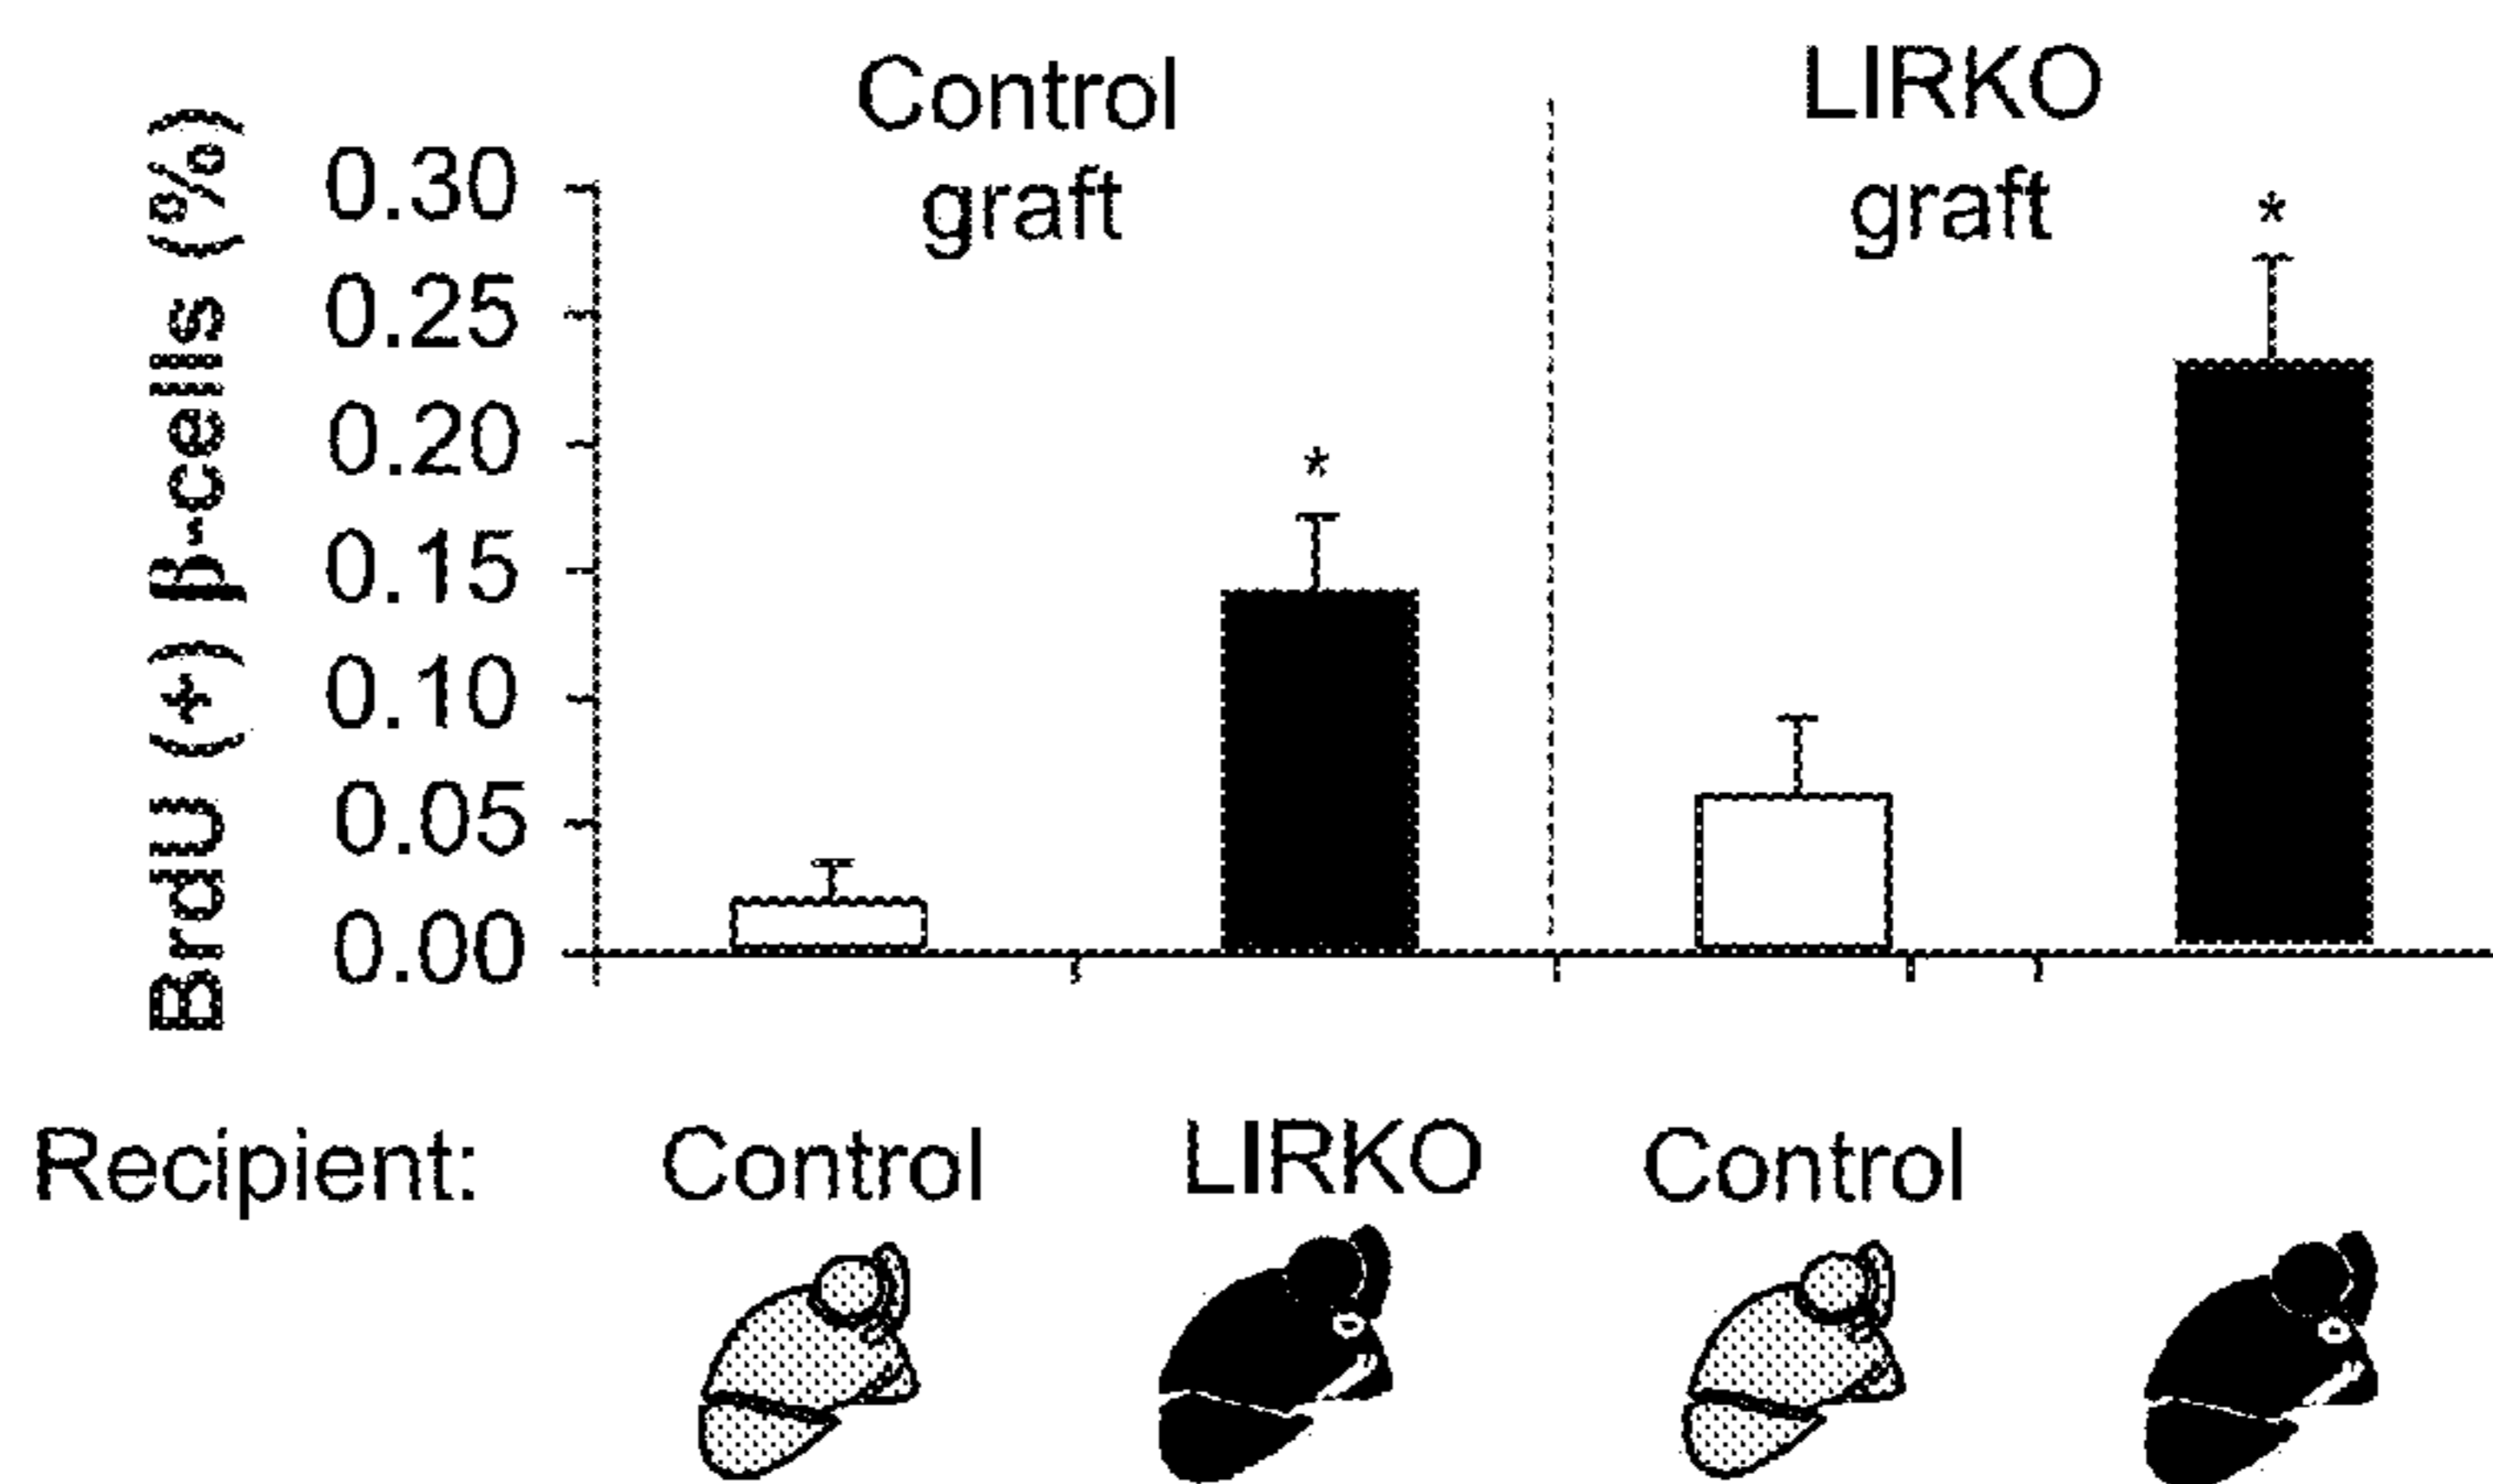 Control
graft
LIRKO
graft
*
*
Brdu (+) β-cells (%)
0.30
0.25
0.20
0.15
0.10
0.05
0.00
Recipient:
Control
LIRKO
Control